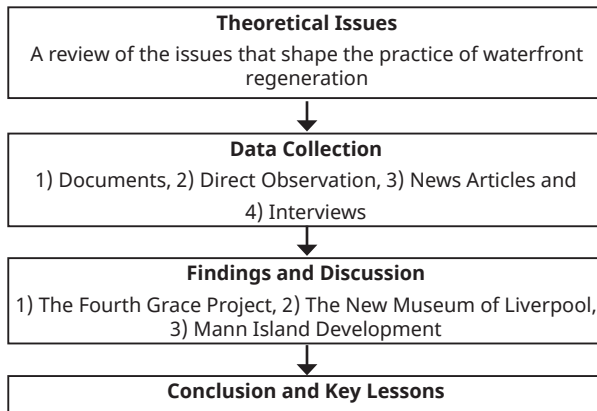 Theoretical Issues
A review of the issues that shape the practice of waterfront
regeneration
Data Collection
1) Documents, 2) Direct Observation, 3) News Articles and
4) Interviews
Findings and Discussion
1) The Fourth Grace Project, 2) The New Museum of Liverpool,
3) Mann Island Development
Conclusion and Key Lessons